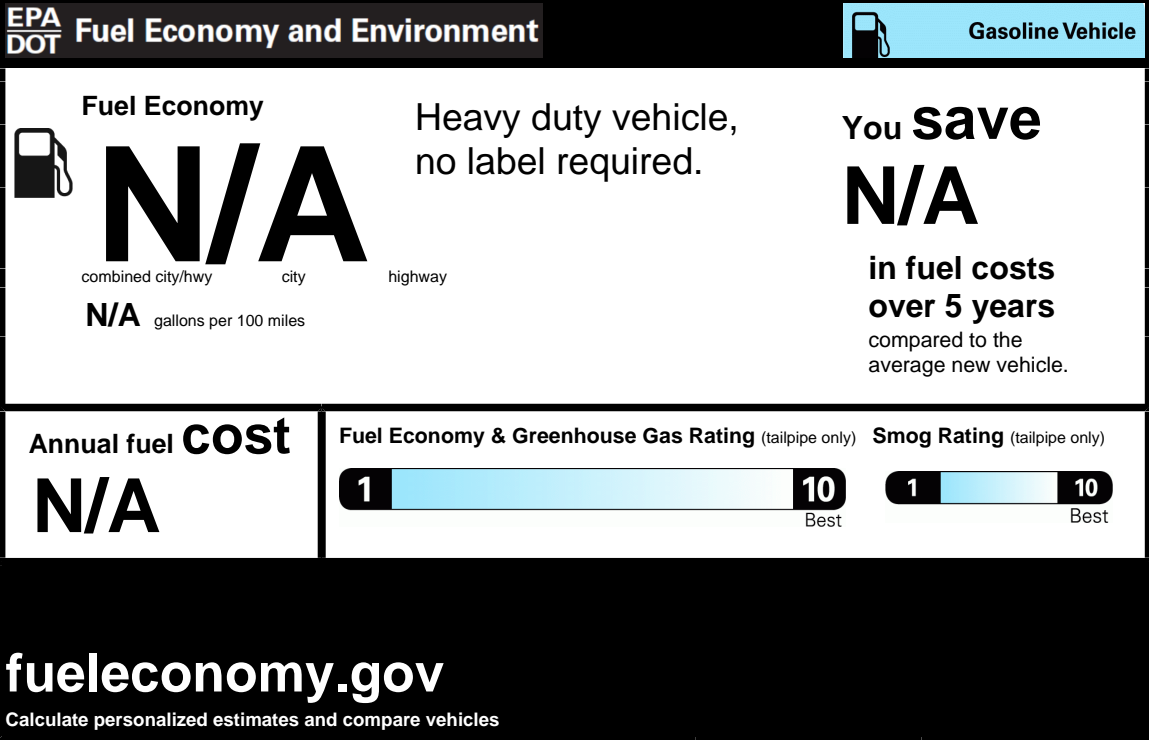 EPA
DOT
Fuel Economy and Environment
Gasoline Vehicle
Fuel Economy
N/A
combined city/hwy city highway
N/A gallons per 100 miles
Heavy duty vehicle,
no label required.
You save
N/A
in fuel costs
over 5 years
compared to the
average new vehicle.
Annual fuel cost
N/A
Fuel Economy & Greenhouse Gas Rating (tailpipe only)
1 10
Best
Smog Rating (tailpipe only)
1 10
Best
fueleconomy.gov
Calculate personalized estimates and compare vehicles